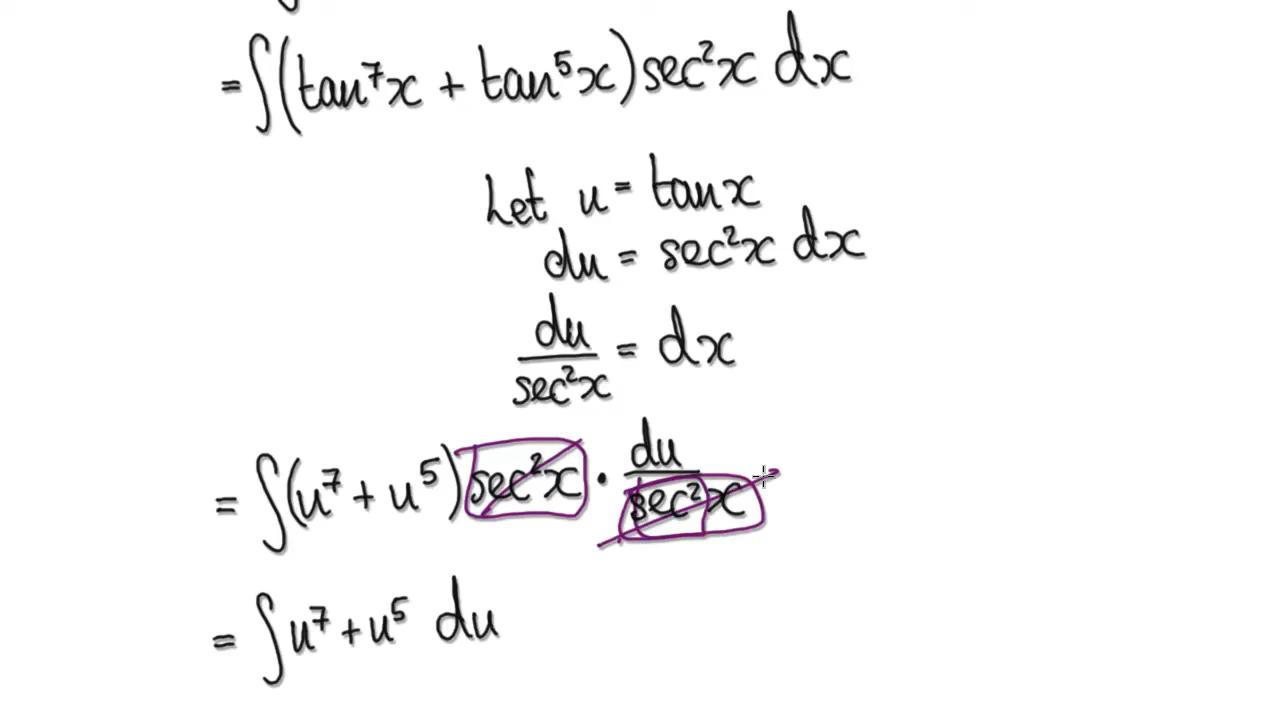 = ∫(tan⁷x + tan⁵x) sec²x dx
Let u = tanx
du = sec²x dx
du/sec²x = dx
= ∫(u⁷ + u⁵) sec²x · du/sec²x
= ∫u⁷ + u⁵ du